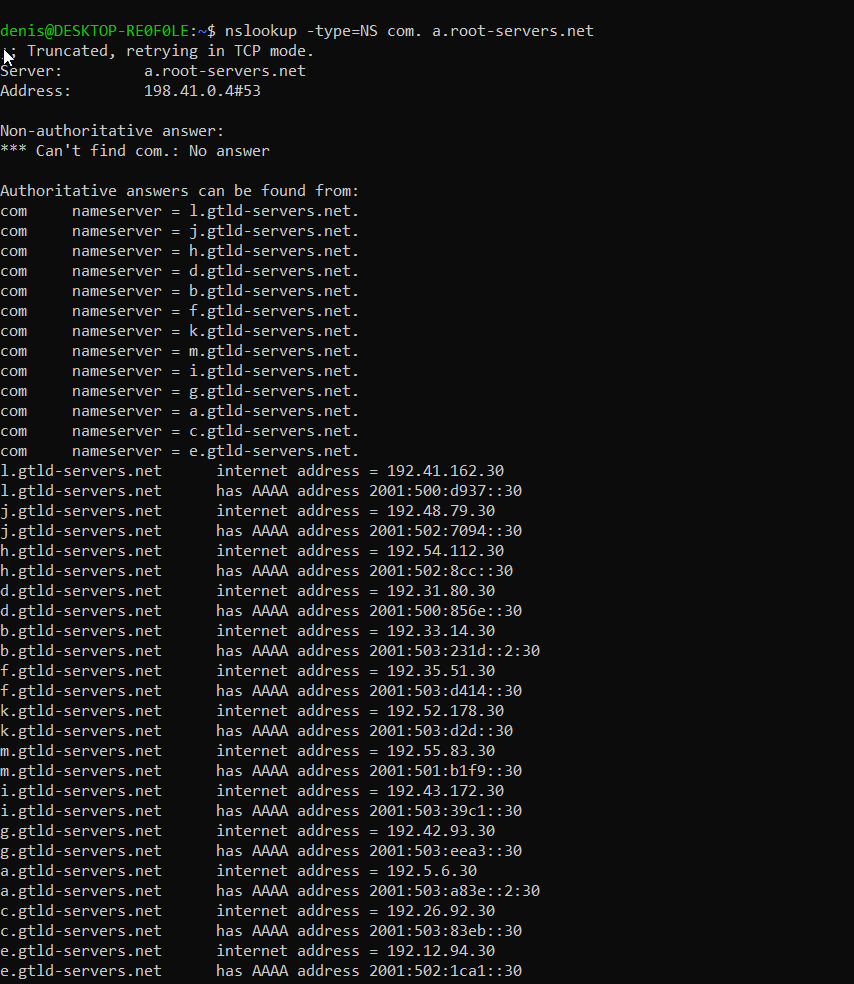 denis@DESKTOP-RE0F0LE:~$ nslookup -type=NS com. a.root-servers.net
;; Truncated, retrying in TCP mode.
Server:         a.root-servers.net
Address:        198.41.0.4#53
Non-authoritative answer:
*** Can't find com.: No answer
Authoritative answers can be found from:
com     nameserver = l.gtld-servers.net.
com     nameserver = j.gtld-servers.net.
com     nameserver = h.gtld-servers.net.
com     nameserver = d.gtld-servers.net.
com     nameserver = b.gtld-servers.net.
com     nameserver = f.gtld-servers.net.
com     nameserver = k.gtld-servers.net.
com     nameserver = m.gtld-servers.net.
com     nameserver = i.gtld-servers.net.
com     nameserver = g.gtld-servers.net.
com     nameserver = a.gtld-servers.net.
com     nameserver = c.gtld-servers.net.
com     nameserver = e.gtld-servers.net.
l.gtld-servers.net      internet address = 192.41.162.30
l.gtld-servers.net      has AAAA address 2001:500:d937::30
j.gtld-servers.net      internet address = 192.48.79.30
j.gtld-servers.net      has AAAA address 2001:502:7094::30
h.gtld-servers.net      internet address = 192.54.112.30
h.gtld-servers.net      has AAAA address 2001:502:8cc::30
d.gtld-servers.net      internet address = 192.31.80.30
d.gtld-servers.net      has AAAA address 2001:500:856e::30
b.gtld-servers.net      internet address = 192.33.14.30
b.gtld-servers.net      has AAAA address 2001:503:231d::2:30
f.gtld-servers.net      internet address = 192.35.51.30
f.gtld-servers.net      has AAAA address 2001:503:d414::30
k.gtld-servers.net      internet address = 192.52.178.30
k.gtld-servers.net      has AAAA address 2001:503:d2d::30
m.gtld-servers.net      internet address = 192.55.83.30
m.gtld-servers.net      has AAAA address 2001:501:b1f9::30
i.gtld-servers.net      internet address = 192.43.172.30
i.gtld-servers.net      has AAAA address 2001:503:39c1::30
g.gtld-servers.net      internet address = 192.42.93.30
g.gtld-servers.net      has AAAA address 2001:503:eea3::30
a.gtld-servers.net      internet address = 192.5.6.30
a.gtld-servers.net      has AAAA address 2001:503:a83e::2:30
c.gtld-servers.net      internet address = 192.26.92.30
c.gtld-servers.net      has AAAA address 2001:503:83eb::30
e.gtld-servers.net      internet address = 192.12.94.30
e.gtld-servers.net      has AAAA address 2001:502:1ca1::30